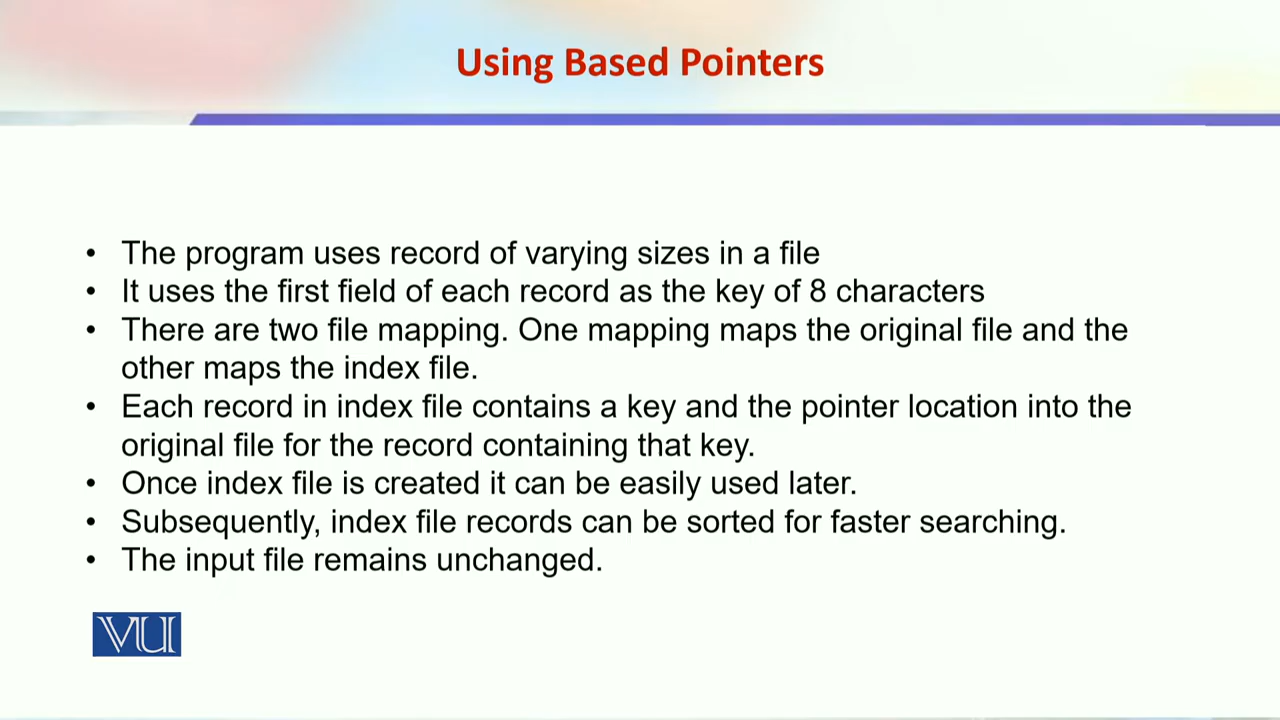 Using Based Pointers
• The program uses record of varying sizes in a file
• It uses the first field of each record as the key of 8 characters
• There are two file mapping. One mapping maps the original file and the
other maps the index file.
• Each record in index file contains a key and the pointer location into the
original file for the record containing that key.
• Once index file is created it can be easily used later.
• Subsequently, index file records can be sorted for faster searching.
• The input file remains unchanged.
VU